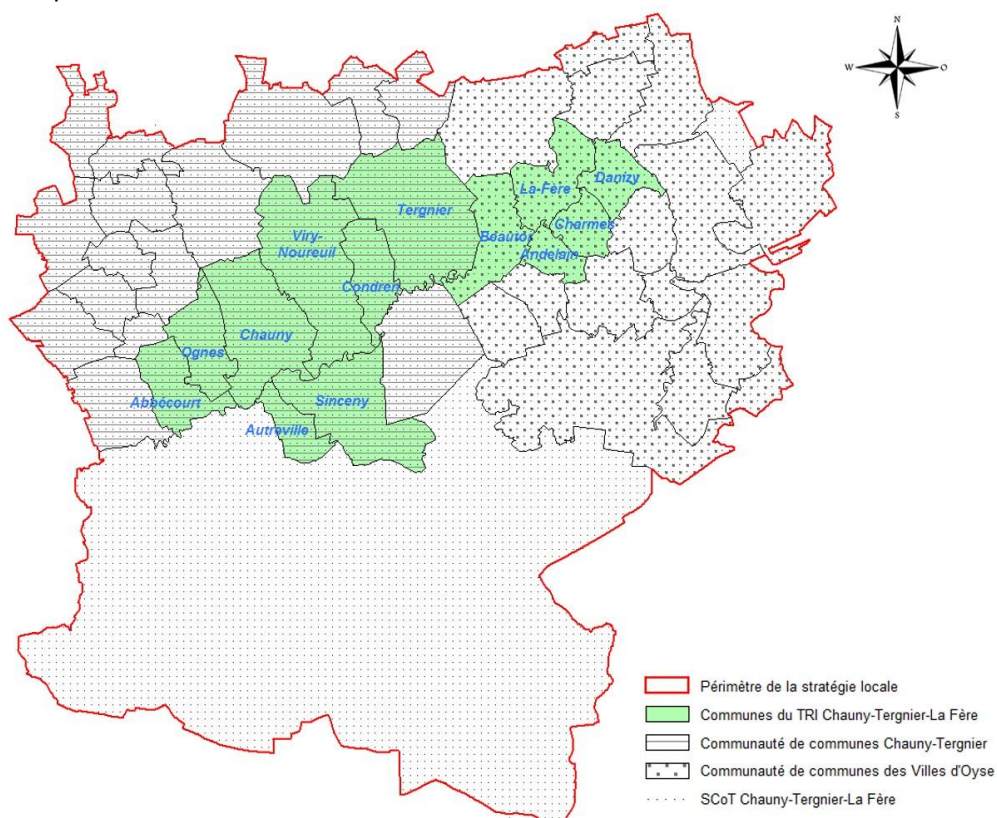 N
W
O
S
La-Fère
Danizy
Tergnier
Charmes
Viry-
Noureuil
Beautor
Andelain
Condren
Chauny
Ognes
Sinceny
Abbécourt
Autreville
Périmètre de la stratégie locale
Communes du TRI Chauny-Tergnier-La Fère
Communauté de communes Chauny-Tergnier
Communauté de communes des Villes d'Oyse
SCoT Chauny-Tergnier-La Fère